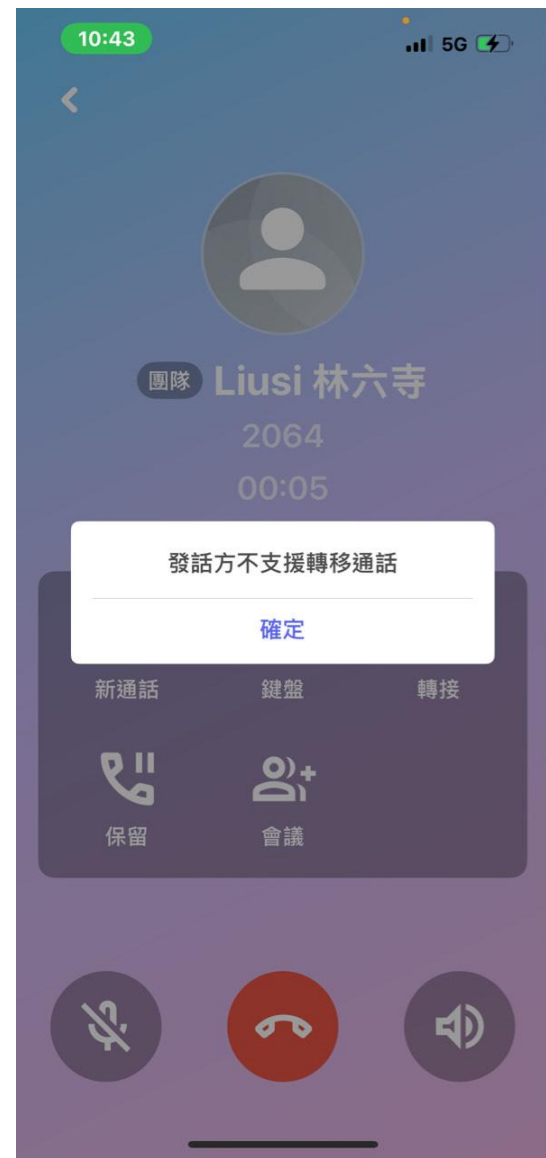 10:43
5G
團隊 Liusi 林六寺
2064
00:05
發話方不支援轉移通話
確定
新通話 鍵盤 轉接
保留 會議